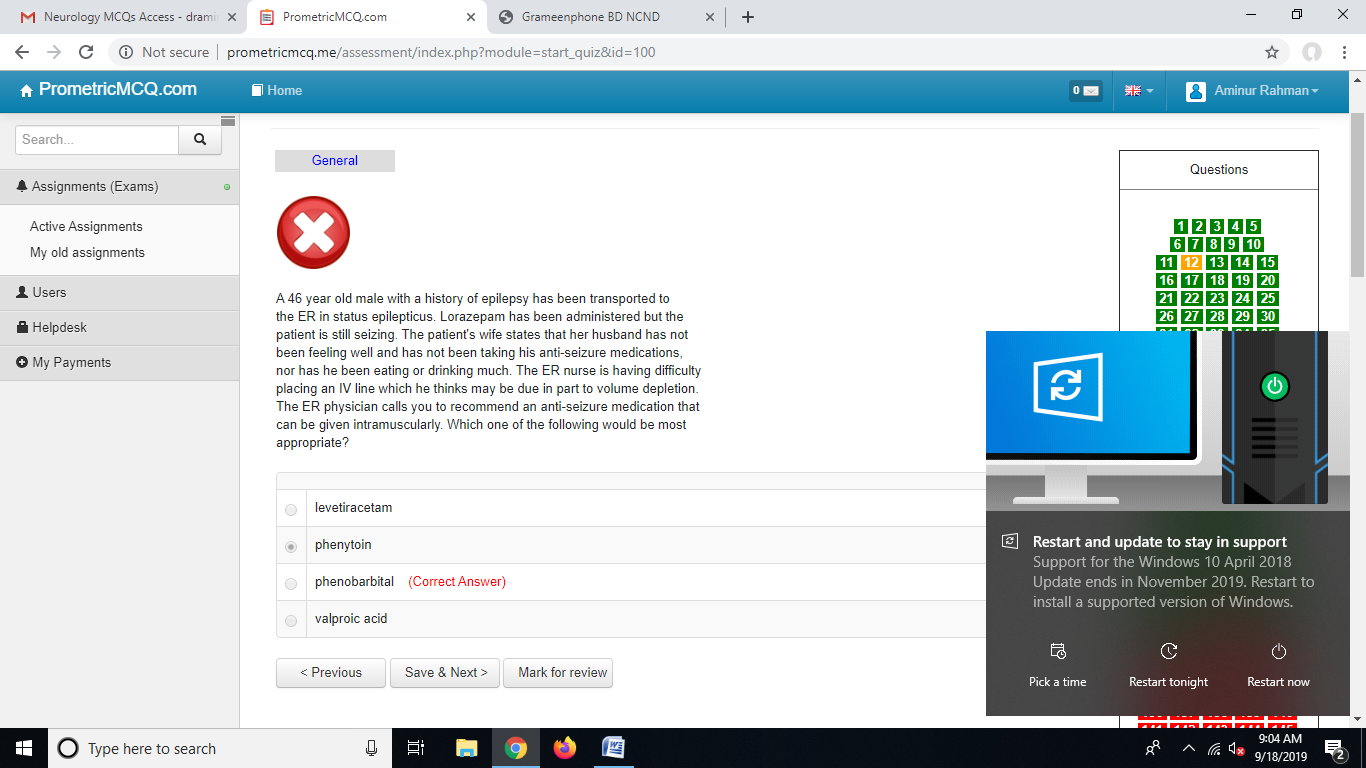 Neurology MCQs Access - drami
PrometricMCQ.com
Grameenphone BD NCND
Not secure | prometricmcq.me/assessment/index.php?module=start_quiz&id=100
PrometricMCQ.com
Home
0
Aminur Rahman
Search...
Assignments (Exams)
Active Assignments
My old assignments
Users
Helpdesk
My Payments
General
A 46 year old male with a history of epilepsy has been transported to
the ER in status epilepticus. Lorazepam has been administered but the
patient is still seizing. The patient's wife states that her husband has not
been feeling well and has not been taking his anti-seizure medications,
nor has he been eating or drinking much. The ER nurse is having difficulty
placing an IV line which he thinks may be due in part to volume depletion.
The ER physician calls you to recommend an anti-seizure medication that
can be given intramuscularly. Which one of the following would be most
appropriate?
levetiracetam
phenytoin
phenobarbital (Correct Answer)
valproic acid
< Previous
Save & Next >
Mark for review
Questions
1 2 3 4 5
6 7 8 9 10
11 12 13 14 15
16 17 18 19 20
21 22 23 24 25
26 27 28 29 30
Restart and update to stay in support
Support for the Windows 10 April 2018
Update ends in November 2019. Restart to
install a supported version of Windows.
Pick a time
Restart tonight
Restart now
Type here to search
9:04 AM
9/18/2019
2